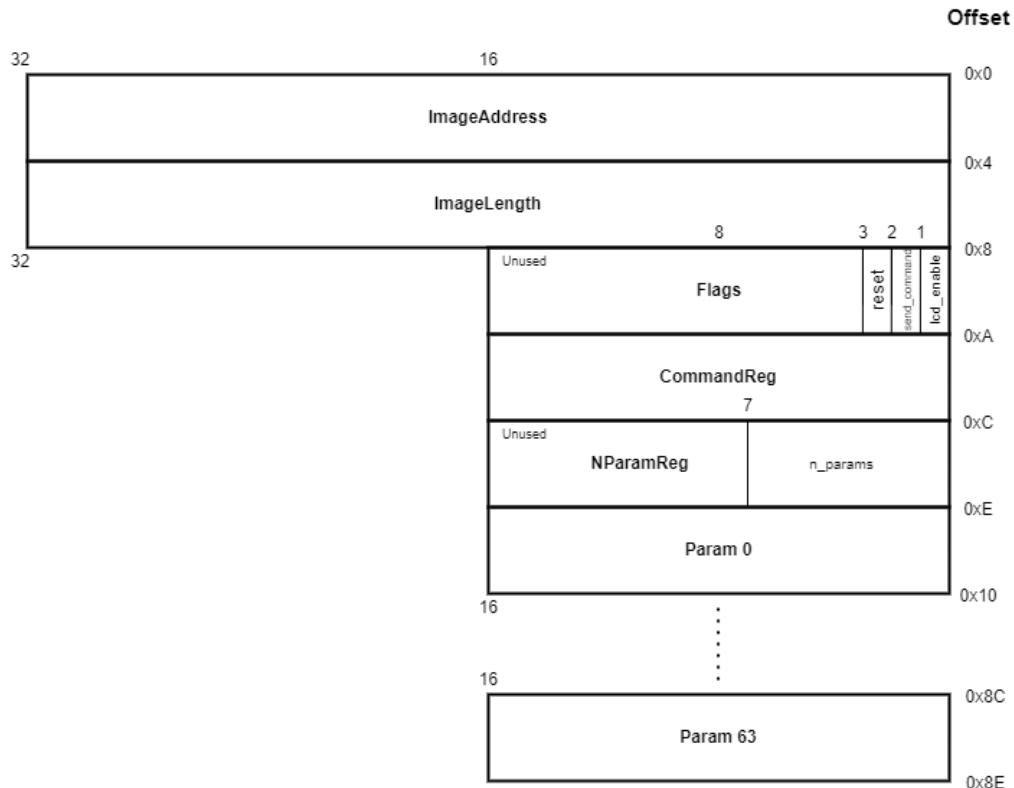 Offset
32 16
0x0
ImageAddress
0x4
ImageLength
8 3 2 1
0x8
32
Unused
Flags
reset
send_command
lcd_enable
0xA
CommandReg
7
0xC
Unused
NParamReg
n_params
0xE
Param 0
0x10
16
16
0x8C
Param 63
0x8E